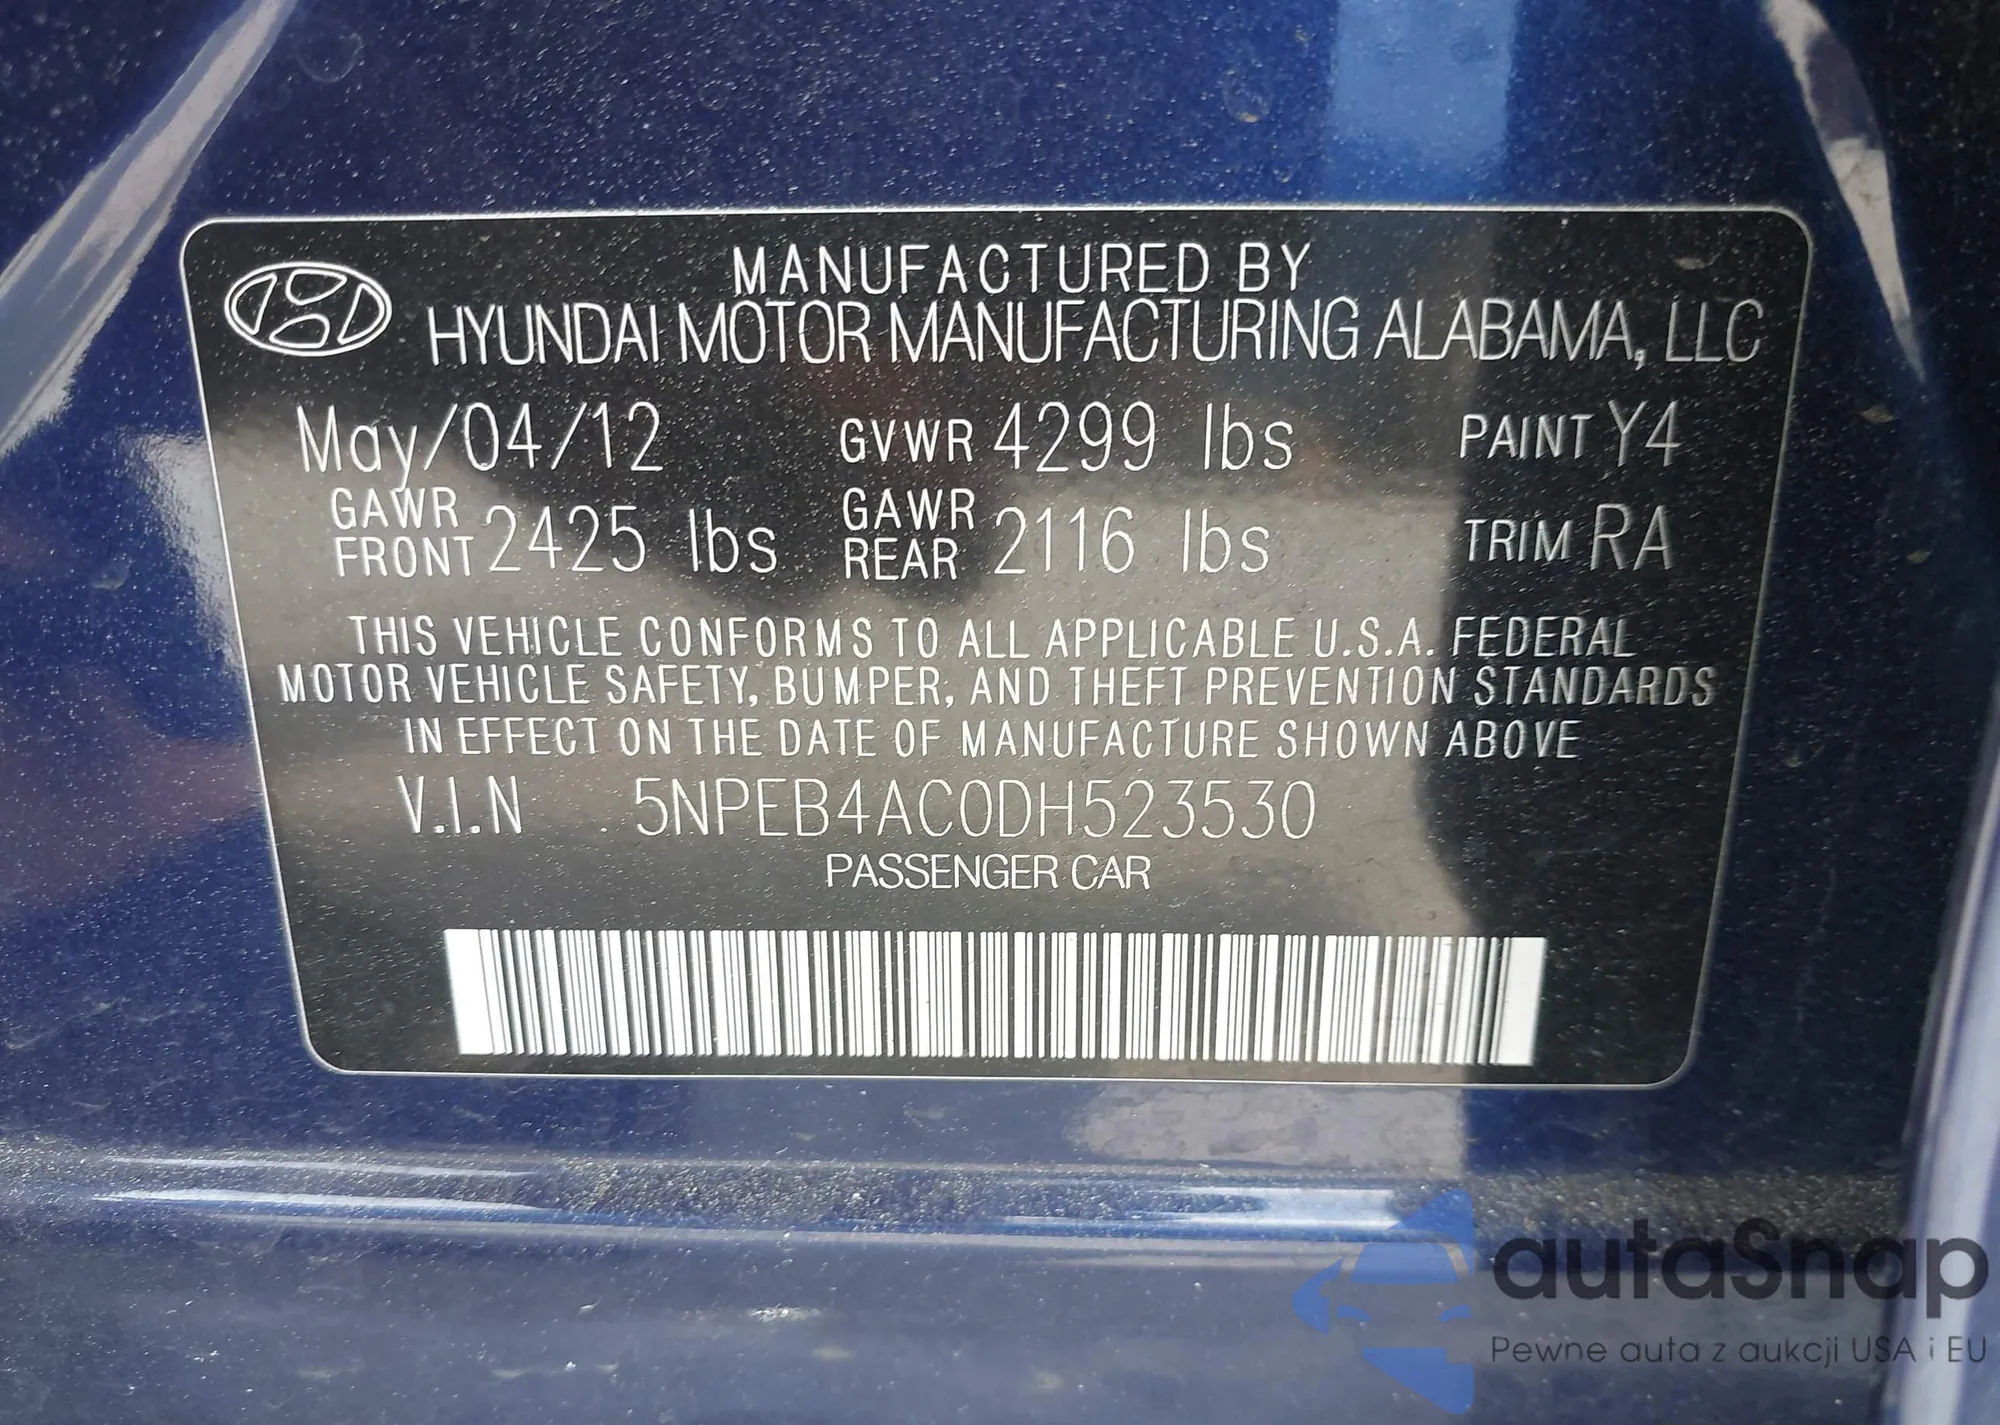 MANUFACTURED BY
HYUNDAI MOTOR MANUFACTURING ALABAMA, LLC
May/04/12 GVWR 4299 lbs PAINT Y4
GAWR FRONT 2425 lbs GAWR REAR 2116 lbs TRIM RA
THIS VEHICLE CONFORMS TO ALL APPLICABLE U.S.A. FEDERAL
MOTOR VEHICLE SAFETY, BUMPER, AND THEFT PREVENTION STANDARDS
IN EFFECT ON THE DATE OF MANUFACTURE SHOWN ABOVE
V.I.N 5NPEB4AC0DH523530
PASSENGER CAR
autaSnap
Pewne auta z aukcji USA i EU